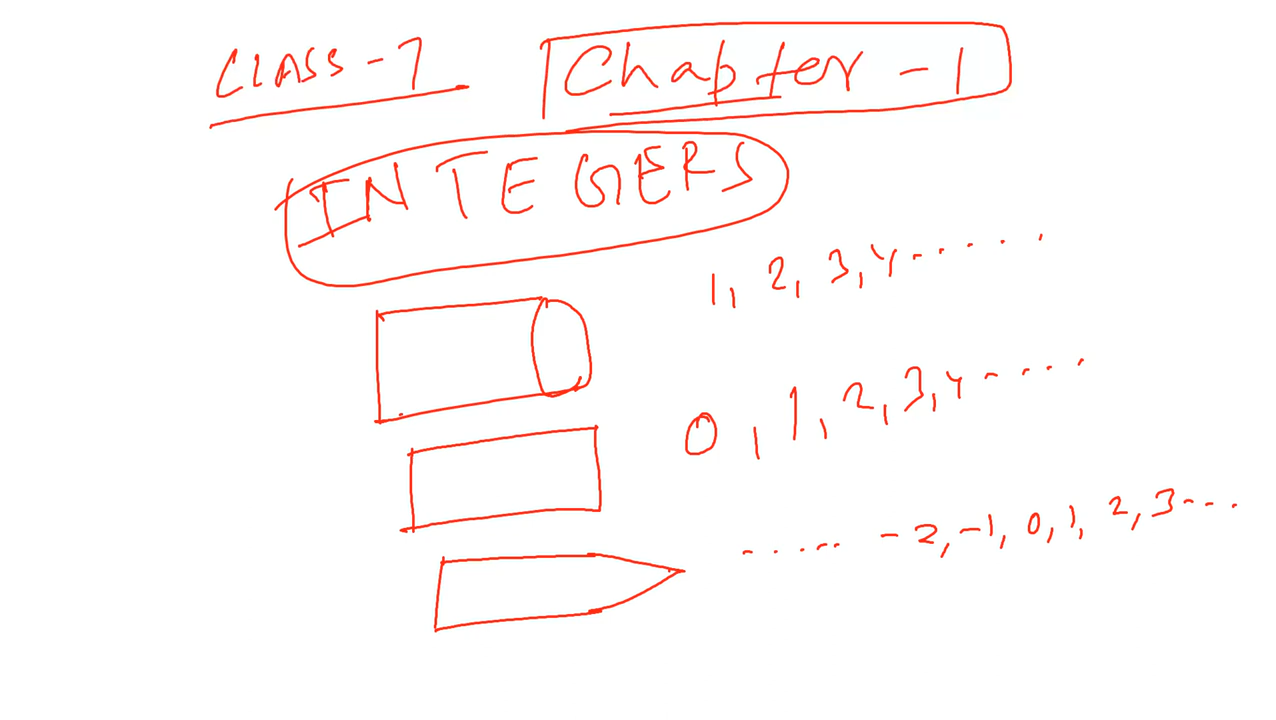 CLASS-7 Chapter-1
INTEGERS
1, 2, 3, 4......
0, 1, 2, 3, 4.....
..... -2, -1, 0, 1, 2, 3....